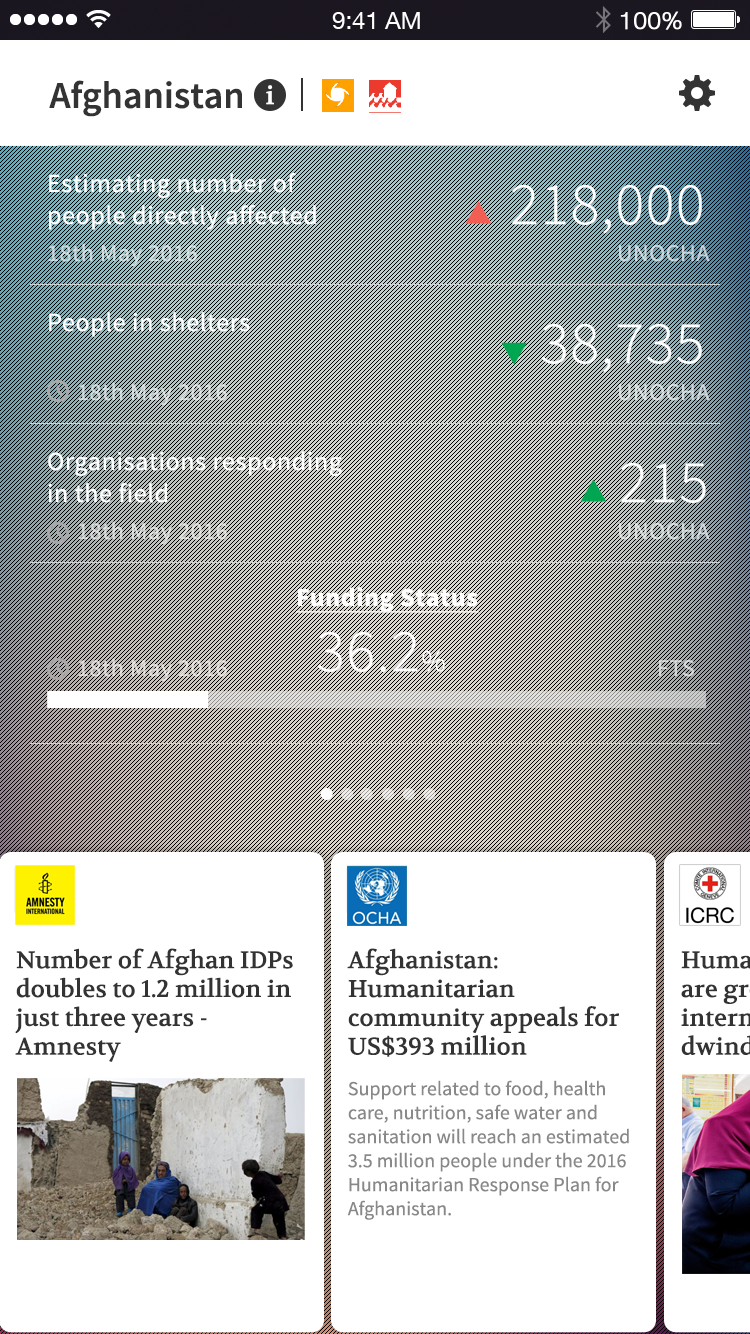 9:41 AM 100%
Afghanistan i
Estimating number of
people directly affected
218,000
18th May 2016 UNOCHA
People in shelters
38,735
18th May 2016 UNOCHA
Organisations responding
in the field
215
18th May 2016 UNOCHA
Funding Status
18th May 2016 36.2% FTS
AMNESTY
INTERNATIONAL
Number of Afghan IDPs
doubles to 1.2 million in
just three years -
Amnesty
OCHA
Afghanistan:
Humanitarian
community appeals for
US$393 million
Support related to food, health
care, nutrition, safe water and
sanitation will reach an estimated
3.5 million people under the 2016
Humanitarian Response Plan for
Afghanistan.
COMITE INTERNATIONAL GENEVE
ICRC
Huma
are gr
intern
dwind